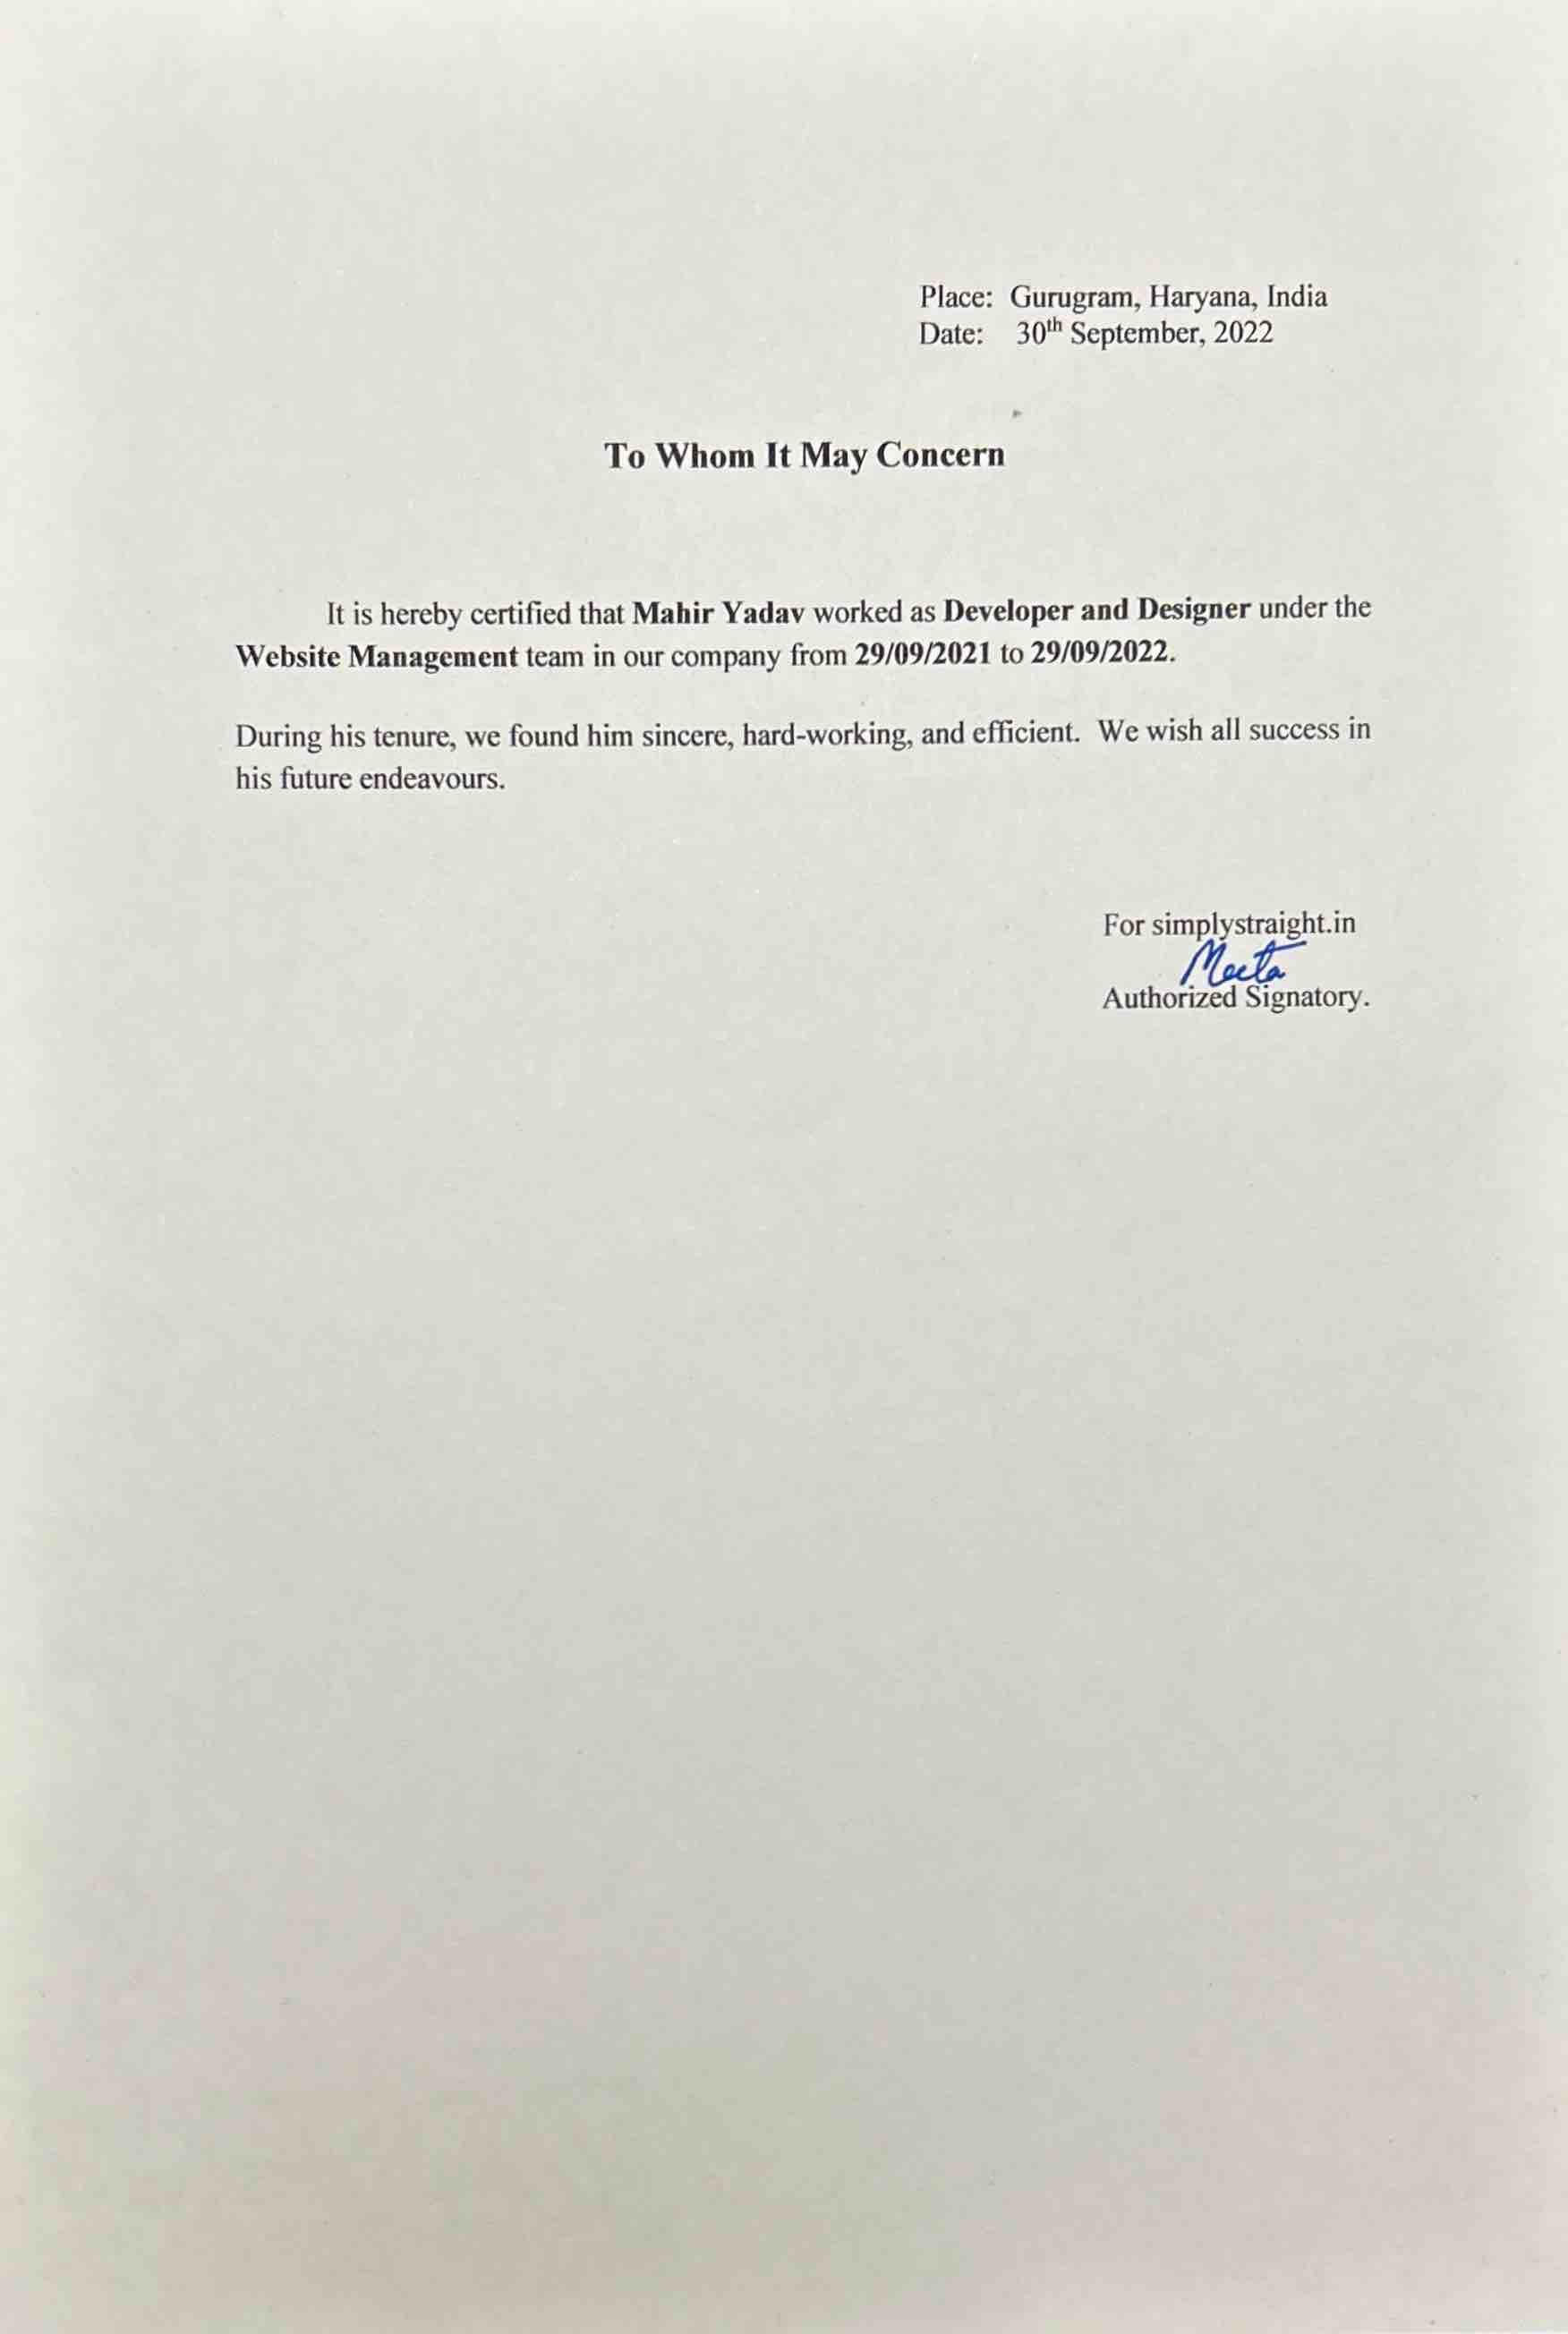 Place: Gurugram, Haryana, India
Date: 30th September, 2022
To Whom It May Concern
It is hereby certified that Mahir Yadav worked as Developer and Designer under the
Website Management team in our company from 29/09/2021 to 29/09/2022.
During his tenure, we found him sincere, hard-working, and efficient. We wish all success in
his future endeavours.
For simplystraight.in
Meeta
Authorized Signatory.